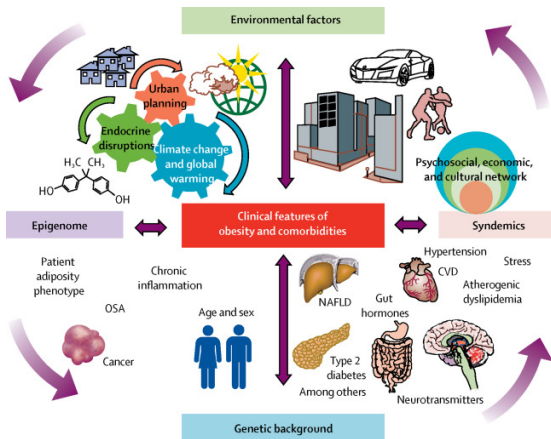 Environmental factors
Urban
planning
Endocrine
disruptions
Climate change
and global
warming
H₃C CH₃
HO
OH
Psychosocial, economic,
and cultural network
Epigenome
Clinical features of
obesity and comorbidities
Syndemics
Patient
adiposity
phenotype
Chronic
inflammation
OSA
Cancer
Age and sex
NAFLD
Gut
hormones
Type 2
diabetes
Among others
Hypertension
CVD
Stress
Atherogenic
dyslipidemia
Neurotransmitters
Genetic background